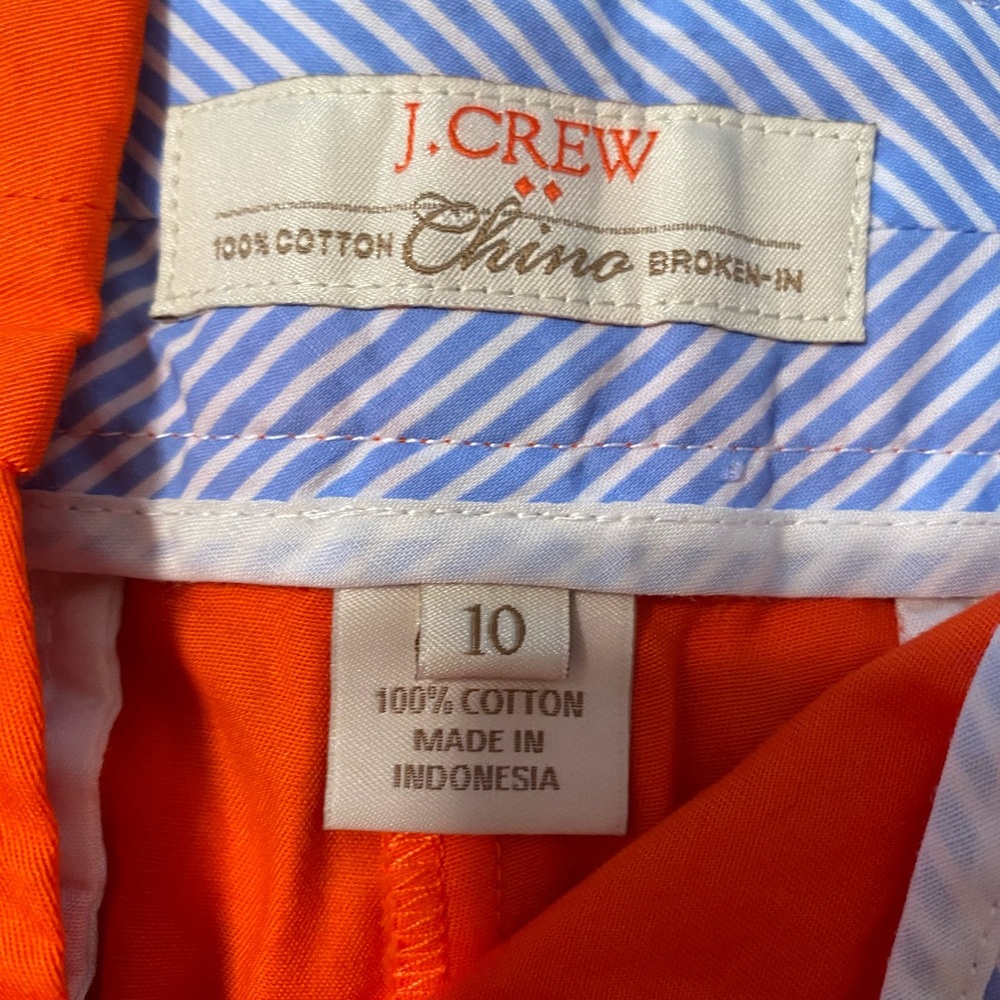 J.CREW
100% COTTON Chino BROKEN-IN
10
100% COTTON
MADE IN
INDONESIA